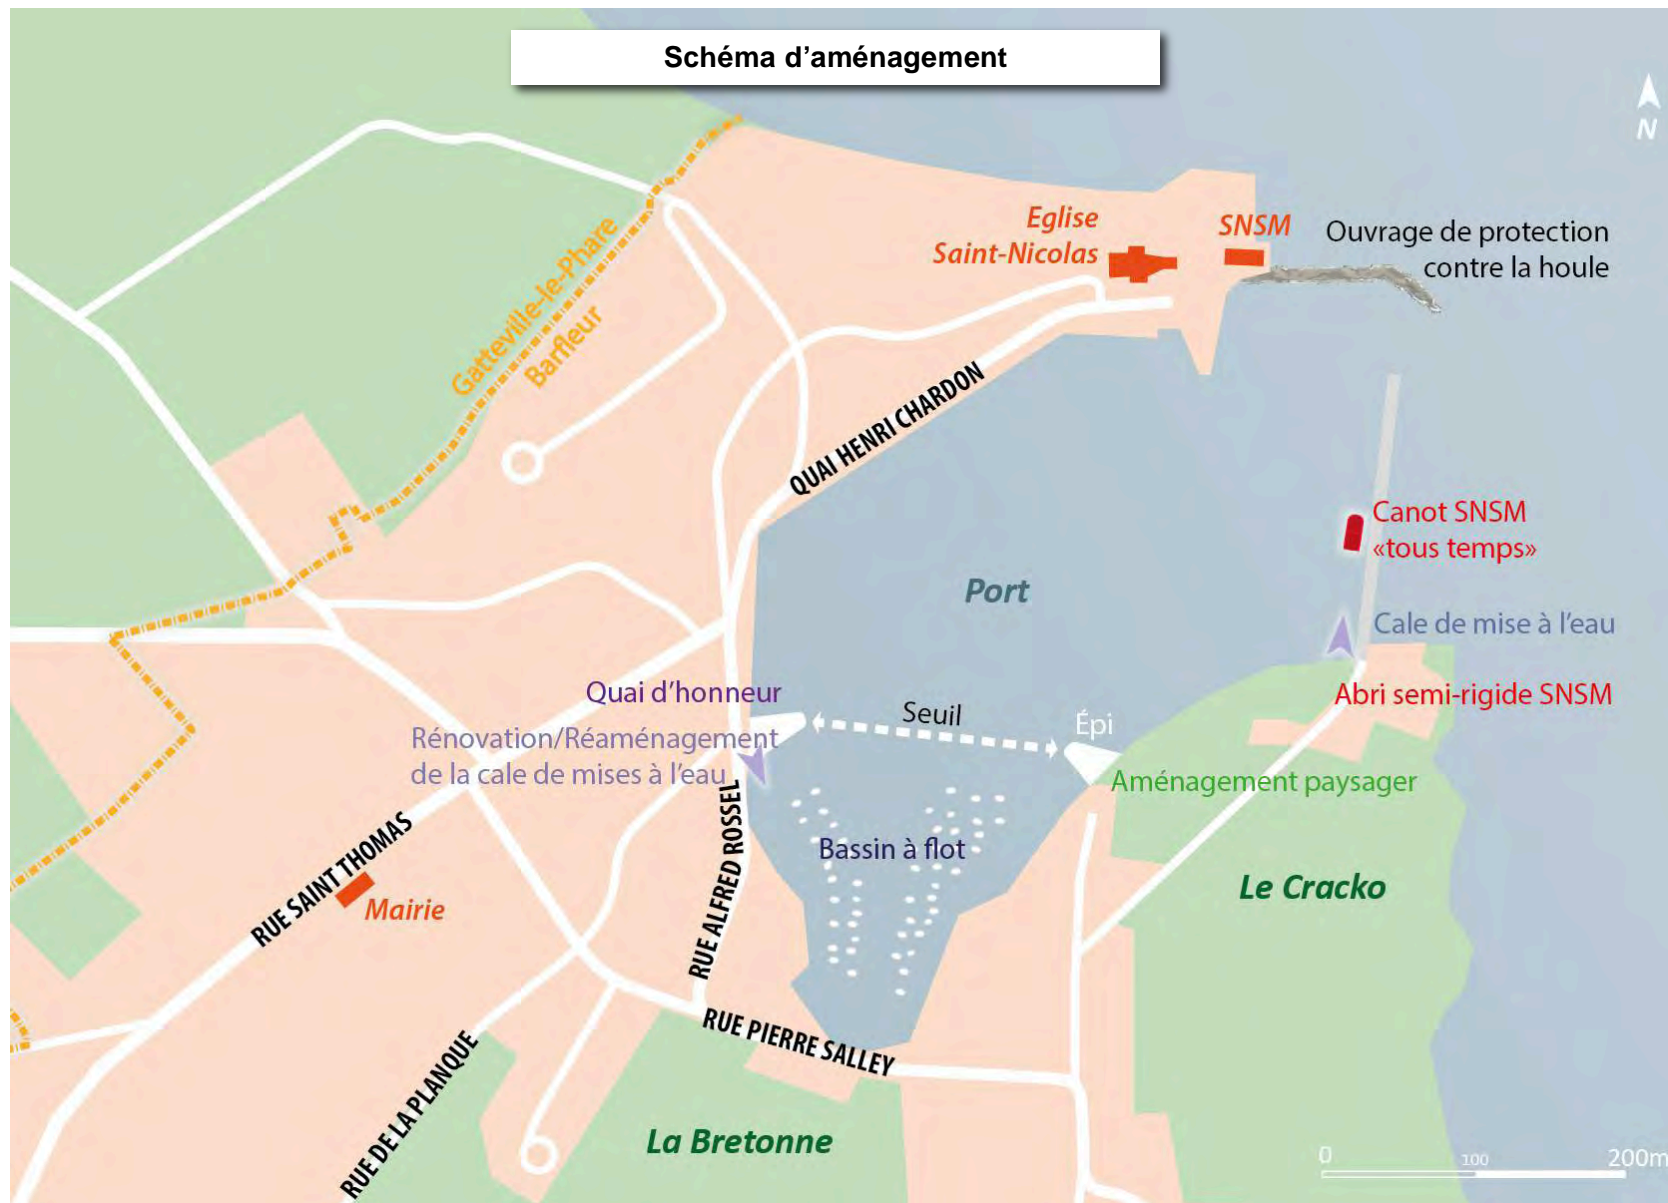 Schéma d’aménagement
N
Eglise
Saint-Nicolas
SNSM
Ouvrage de protection
contre la houle
Gatteville-le-Phare
Barfleur
QUAI HENRI CHARDON
Canot SNSM
«tous temps»
Port
Cale de mise à l’eau
Quai d’honneur
Abri semi-rigide SNSM
Seuil
Épi
Rénovation/Réaménagement
de la cale de mises à l’eau
Aménagement paysager
RUE ALFRED ROSSEL
Bassin à flot
RUE SAINT THOMAS
Le Cracko
Mairie
RUE PIERRE SALLEY
RUE DE LA PLANQUE
La Bretonne
0 100 200m